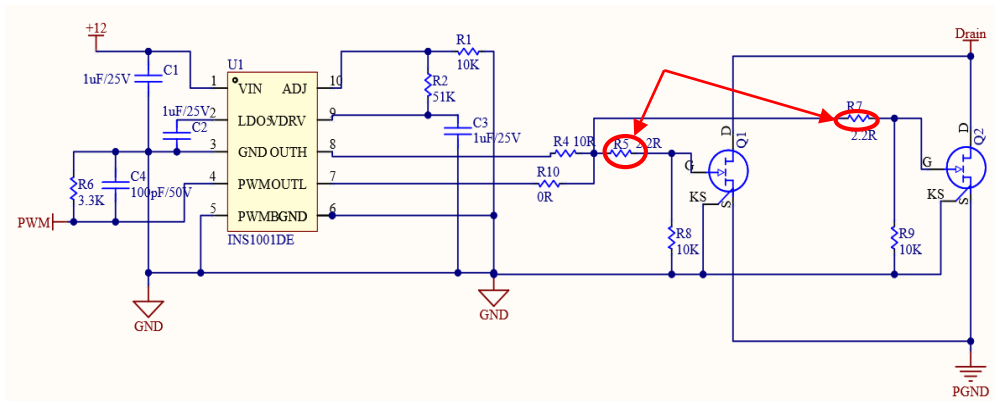 +12
Drain
R1
10K
U1
C1
1uF/25V
R2
51K
1
VIN
ADJ
10
1uF/25V
C2
2
LDO5
VDRV
9
C3
1uF/25V
R7
2.2R
3
GND
OUTH
8
R4 10R
R5 2.2R
D
Q1
G
KS
S
D
Q2
G
KS
S
R6
3.3K
C4
100pF/50V
4
PWM
OUTL
7
R10
0R
PWM
5
PWMB
GND
6
INS1001DE
R8
10K
R9
10K
GND
GND
PGND